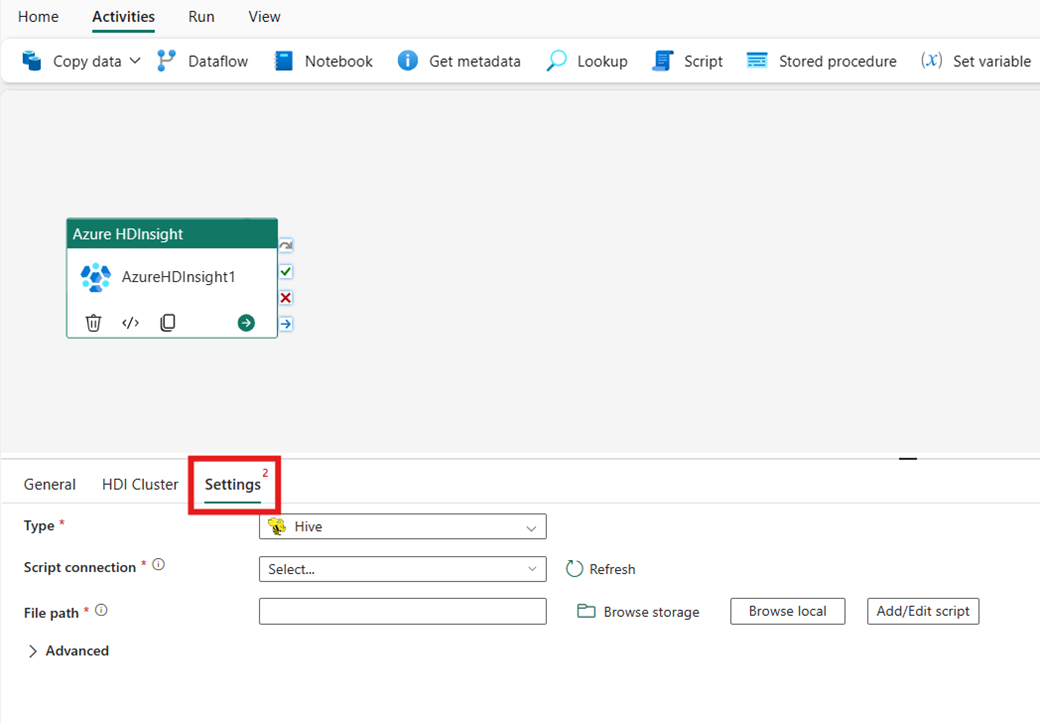 Home Activities Run View
Copy data Dataflow Notebook Get metadata Lookup Script Stored procedure (x) Set variable
Azure HDInsight
AzureHDInsight1
</>
General HDI Cluster Settings 2
Type * Hive
Script connection * Select... Refresh
File path * Browse storage Browse local Add/Edit script
Advanced